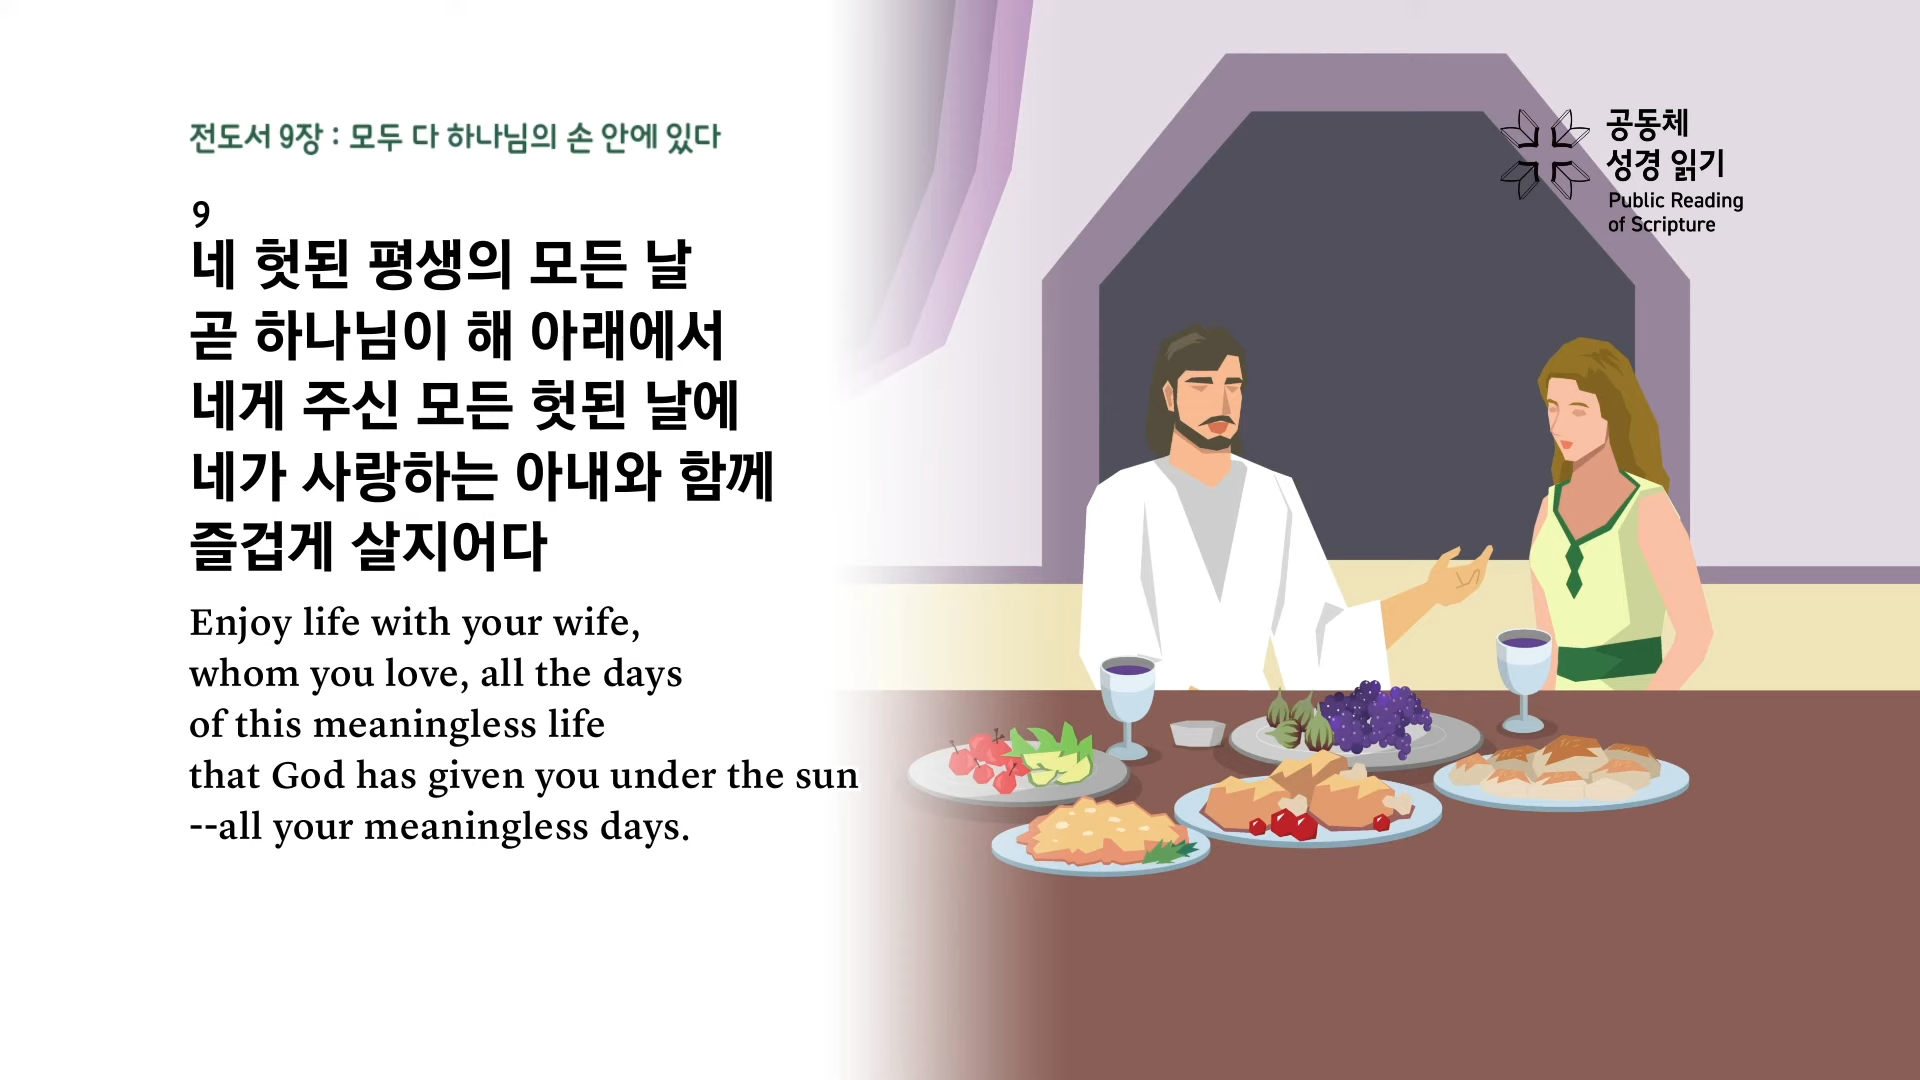 전도서 9장 : 모두 다 하나님의 손 안에 있다
9
네 헛된 평생의 모든 날
곧 하나님이 해 아래에서
네게 주신 모든 헛된 날에
네가 사랑하는 아내와 함께
즐겁게 살지어다
Enjoy life with your wife,
whom you love, all the days
of this meaningless life
that God has given you under the sun
--all your meaningless days.
공동체
성경 읽기
Public Reading
of Scripture